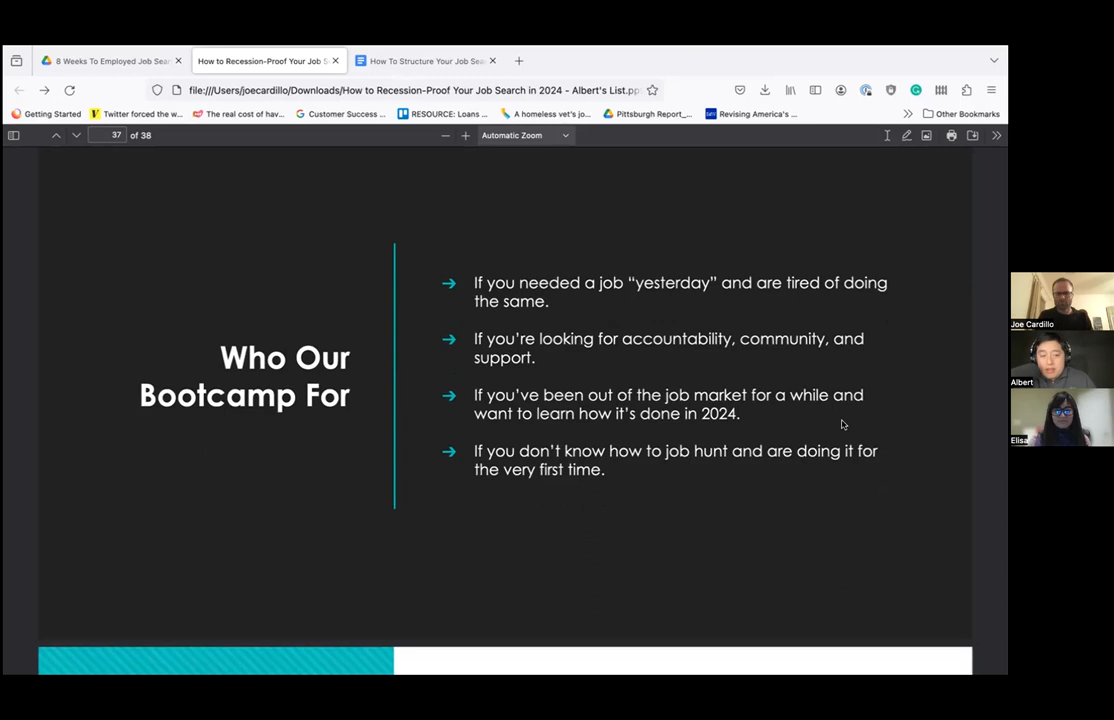 8 Weeks To Employed Job Sear
How to Recession-Proof Your Job S
How To Structure Your Job Sea
file:///Users/joecardillo/Downloads/How to Recession-Proof Your Job Search in 2024 - Albert's List.pp
Getting Started
Twitter forced the w...
The real cost of hav...
Customer Success ...
RESOURCE: Loans ...
A homeless vet's jo...
Pittsburgh Report_...
Revising America's ...
Other Bookmarks
37 of 38
Automatic Zoom
Who Our
Bootcamp For
If you needed a job “yesterday” and are tired of doing
the same.
If you're looking for accountability, community, and
support.
If you've been out of the job market for a while and
want to learn how it's done in 2024.
If you don't know how to job hunt and are doing it for
the very first time.
Joe Cardillo
Albert
Elisa